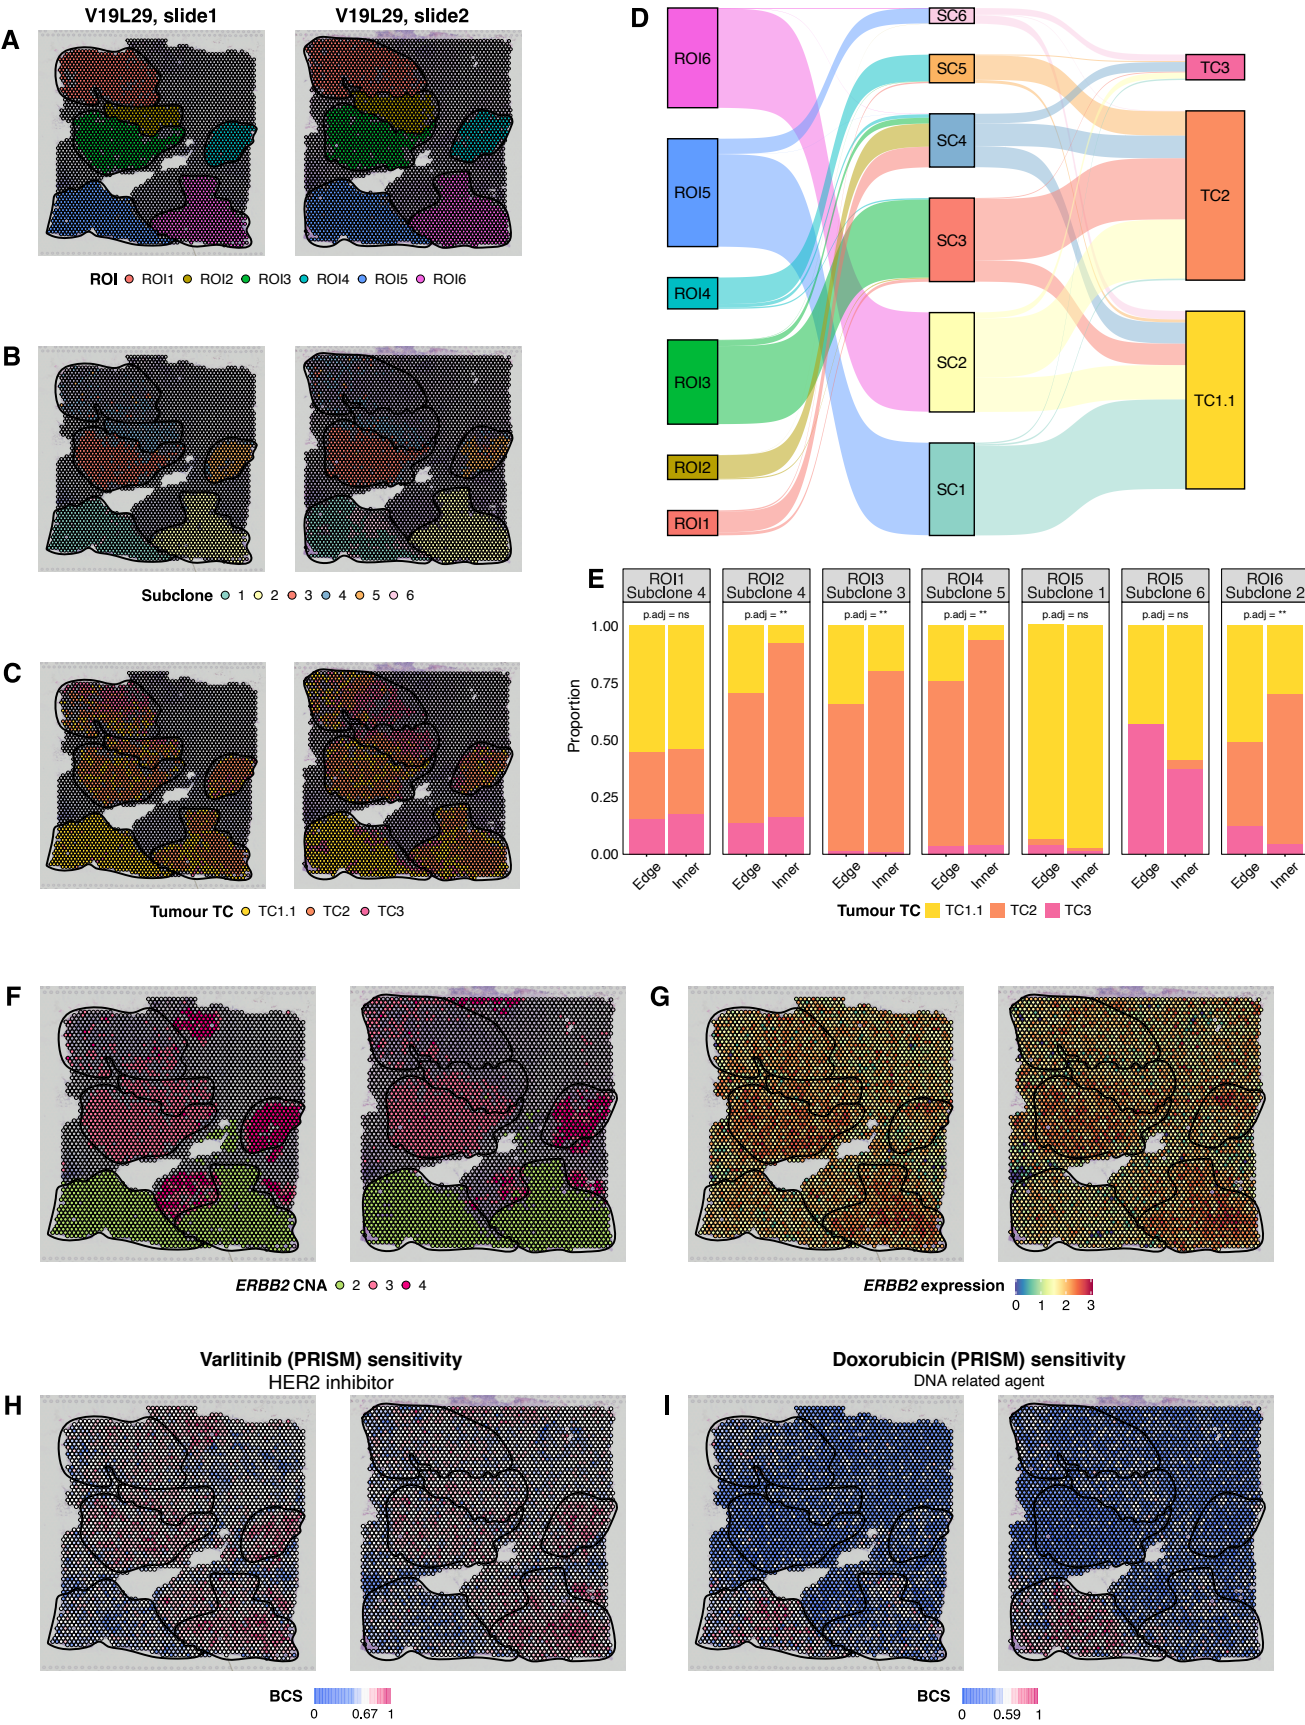 V19L29, slide1
V19L29, slide2
A
ROI ROI1 ROI2 ROI3 ROI4 ROI5 ROI6
B
Subclone 1 2 3 4 5 6
C
Tumour TC TC1.1 TC2 TC3
D
ROI6
ROI5
ROI4
ROI3
ROI2
ROI1
SC6
SC5
SC4
SC3
SC2
SC1
TC3
TC2
TC1.1
E
ROI1 Subclone 4
ROI2 Subclone 4
ROI3 Subclone 3
ROI4 Subclone 5
ROI5 Subclone 1
ROI5 Subclone 6
ROI6 Subclone 2
p.adj = ns
p.adj = **
p.adj = **
p.adj = **
p.adj = ns
p.adj = ns
p.adj = **
Proportion
1.00
0.75
0.50
0.25
0.00
Edge Inner Edge Inner Edge Inner Edge Inner Edge Inner Edge Inner Edge Inner
Tumour TC TC1.1 TC2 TC3
F
ERBB2 CNA 2 3 4
G
ERBB2 expression
0 1 2 3
Varlitinib (PRISM) sensitivity
HER2 inhibitor
H
BCS
0 0.67 1
Doxorubicin (PRISM) sensitivity
DNA related agent
I
BCS
0 0.59 1